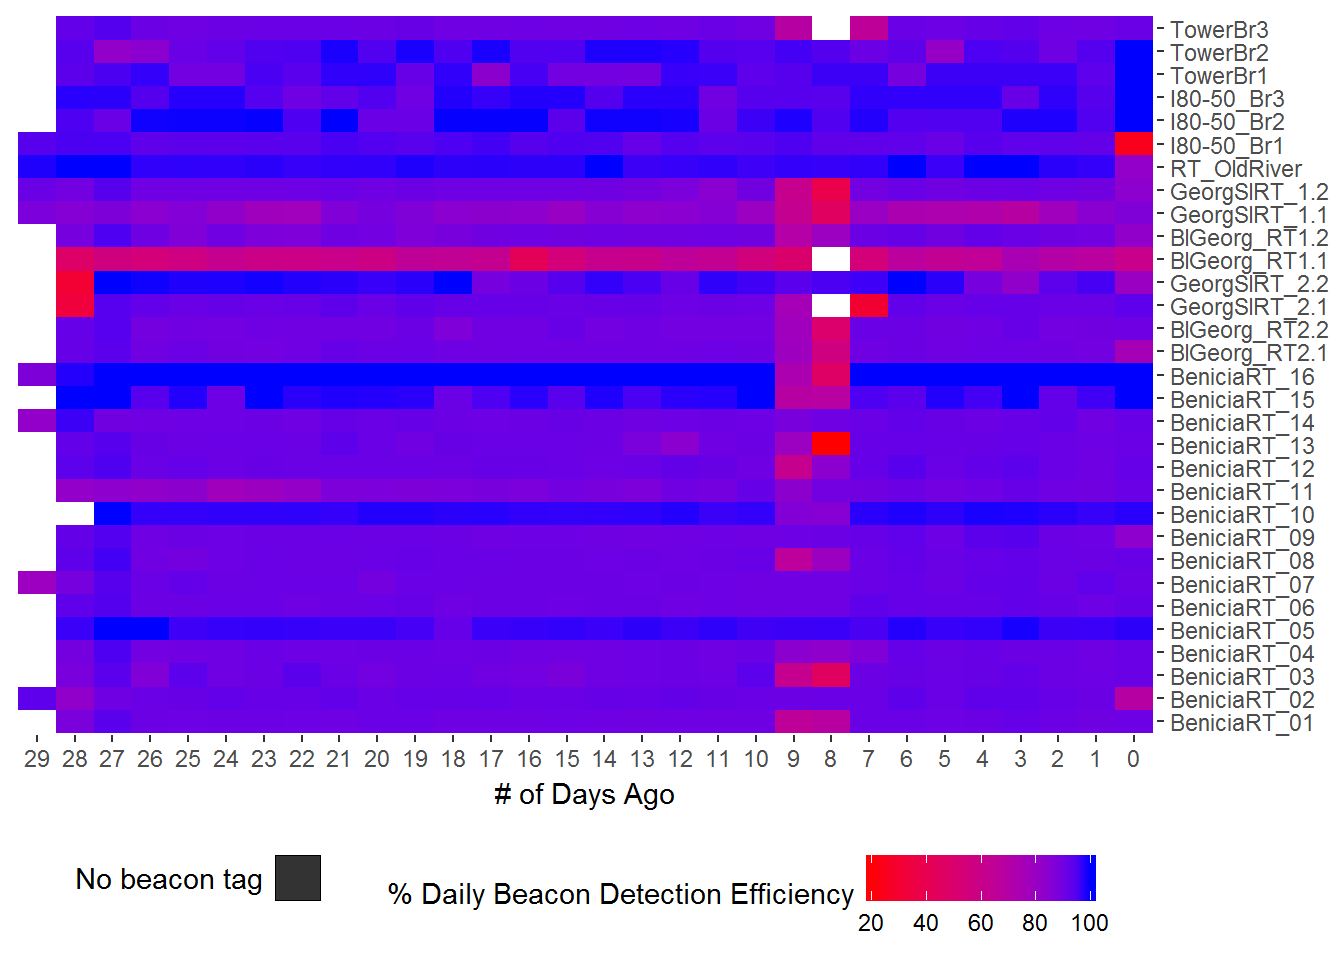 TowerBr3
TowerBr2
TowerBr1
I80-50_Br3
I80-50_Br2
I80-50_Br1
RT_OldRiver
GeorgSlRT_1.2
GeorgSlRT_1.1
BlGeorg_RT1.2
BlGeorg_RT1.1
GeorgSlRT_2.2
GeorgSlRT_2.1
BlGeorg_RT2.2
BlGeorg_RT2.1
BeniciaRT_16
BeniciaRT_15
BeniciaRT_14
BeniciaRT_13
BeniciaRT_12
BeniciaRT_11
BeniciaRT_10
BeniciaRT_09
BeniciaRT_08
BeniciaRT_07
BeniciaRT_06
BeniciaRT_05
BeniciaRT_04
BeniciaRT_03
BeniciaRT_02
BeniciaRT_01
29 28 27 26 25 24 23 22 21 20 19 18 17 16 15 14 13 12 11 10 9 8 7 6 5 4 3 2 1 0
# of Days Ago
No beacon tag
% Daily Beacon Detection Efficiency
20 40 60 80 100